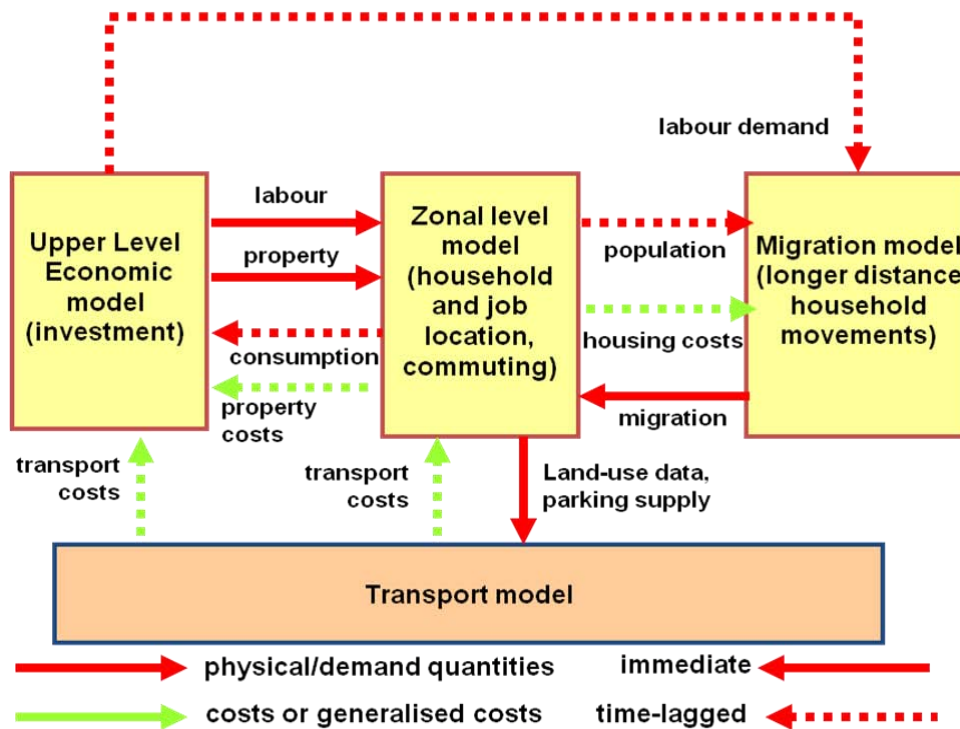 labour demand
labour
property
consumption
property
costs
Upper Level
Economic
model
(investment)
Zonal level
model
(household
and job
location,
commuting)
population
housing costs
migration
Migration model
(longer distance
household
movements)
transport
costs
transport
costs
Land-use data,
parking supply
Transport model
physical/demand quantities
immediate
costs or generalised costs
time-lagged